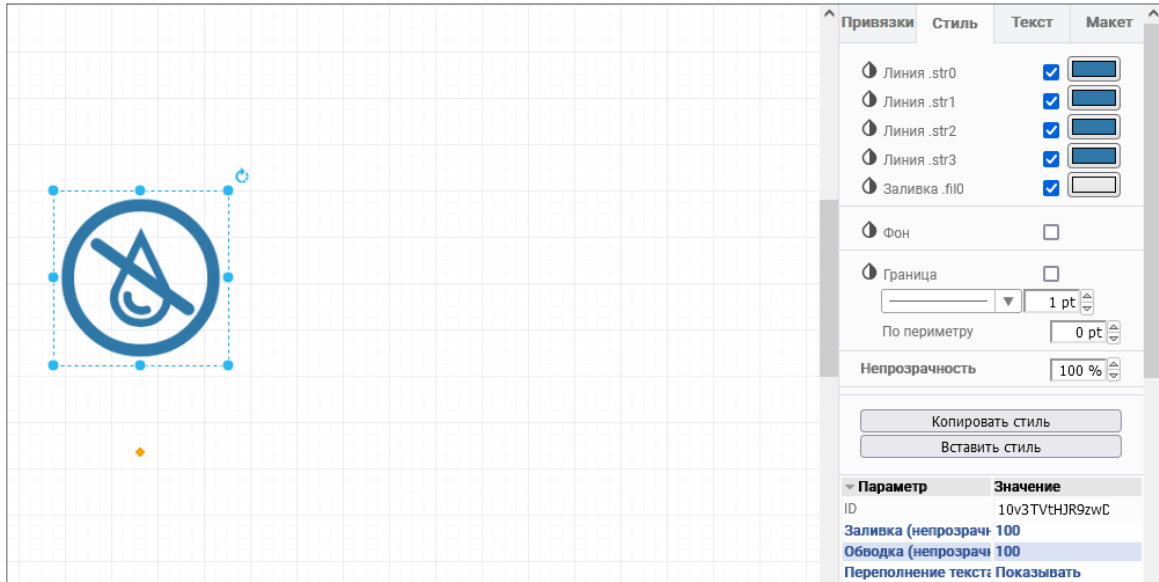 Привязки Стиль Текст Макет
Линия .str0
Линия .str1
Линия .str2
Линия .str3
Заливка .fil0
Фон
Граница
1 pt
По периметру 0 pt
Непрозрачность 100 %
Копировать стиль
Вставить стиль
Параметр Значение
ID 10v3TVtHJR9zwD
Заливка (непрозрачн 100
Обводка (непрозрачн 100
Переполнение текста Показывать